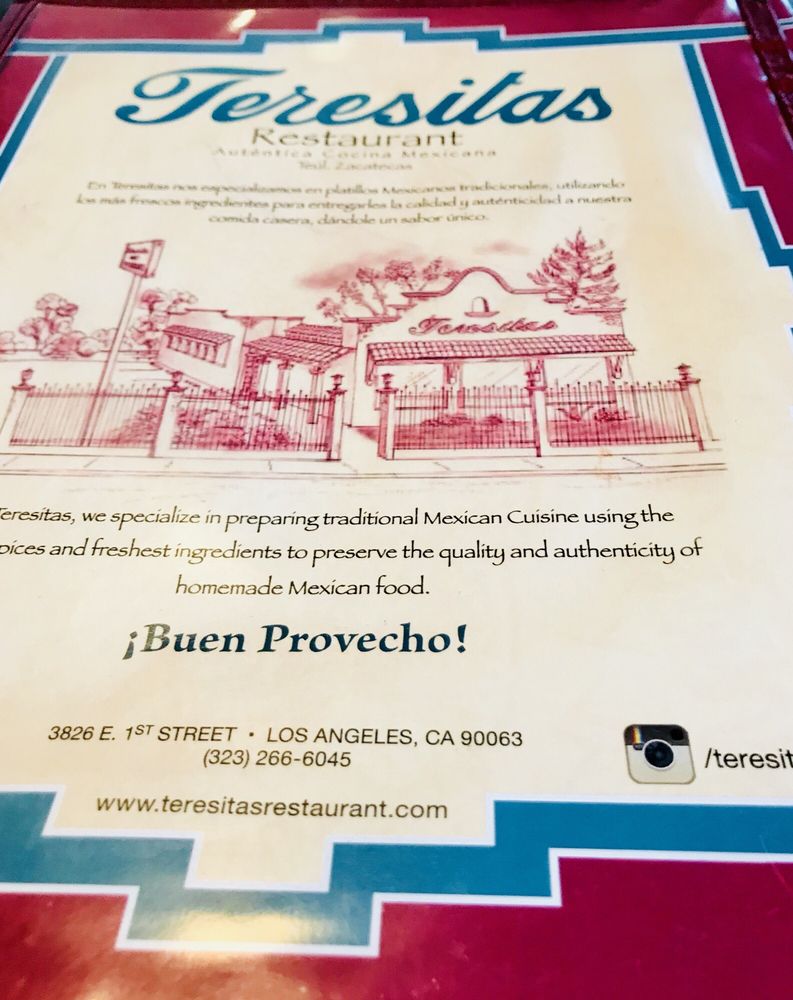 Teresitas
Restaurant
Auténtica Cocina Mexicana
Teúl, Zacatecas
En Teresitas nos especializamos en platillos Mexicanos tradicionales, utilizando
los más frescos ingredientes para entregarles la calidad y auténticidad a nuestra
comida casera, dándole un sabor único.
Teresitas
eresitas, we specialize in preparing traditional Mexican Cuisine using the
pices and freshest ingredients to preserve the quality and authenticity of
homemade Mexican food.
¡Buen Provecho!
3826 E. 1ST STREET • LOS ANGELES, CA 90063
(323) 266-6045
/teresit
www.teresitasrestaurant.com